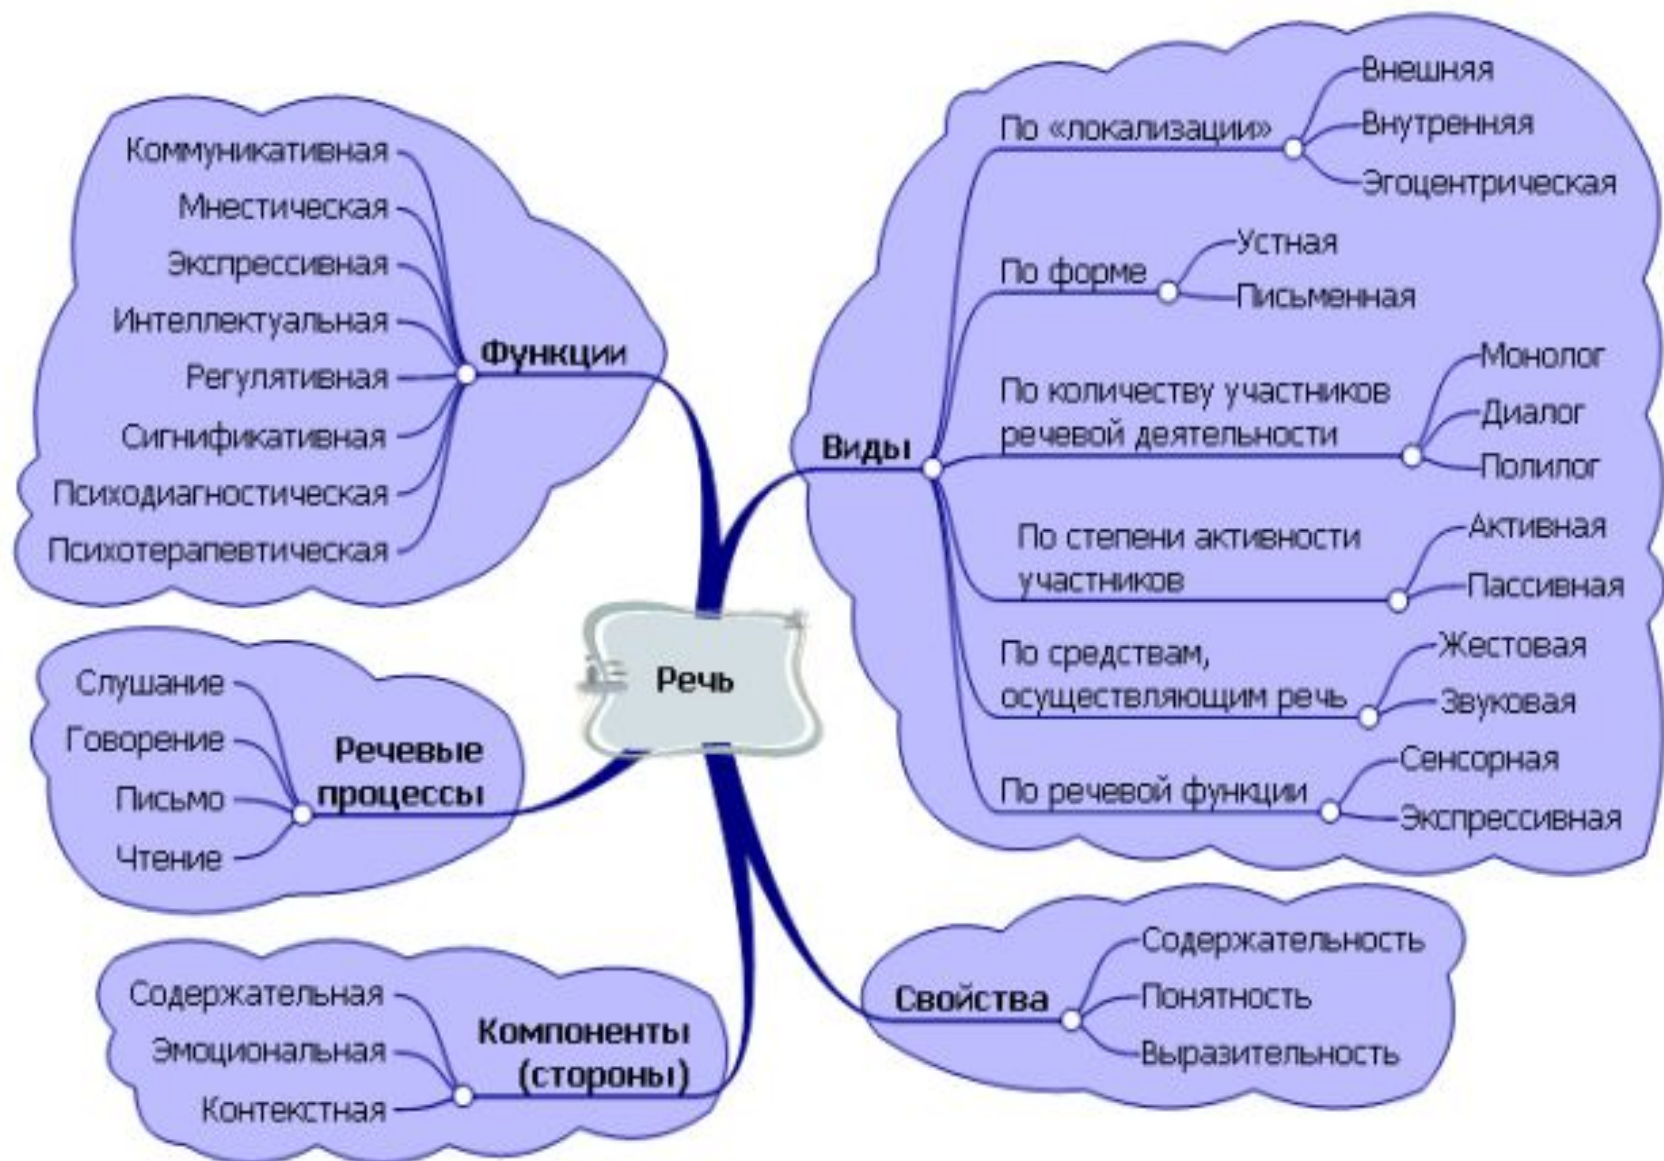 Речь
Функции
Коммуникативная
Мнестическая
Экспрессивная
Интеллектуальная
Регулятивная
Сигнификативная
Психодиагностическая
Психотерапевтическая
Виды
По «локализации»
Внешняя
Внутренняя
Эгоцентрическая
По форме
Устная
Письменная
По количеству участников
речевой деятельности
Монолог
Диалог
Полилог
По степени активности
участников
Активная
Пассивная
По средствам,
осуществляющим речь
Жестовая
Звуковая
По речевой функции
Сенсорная
Экспрессивная
Речевые
процессы
Слушание
Говорение
Письмо
Чтение
Компоненты
(стороны)
Содержательная
Эмоциональная
Контекстная
Свойства
Содержательность
Понятность
Выразительность